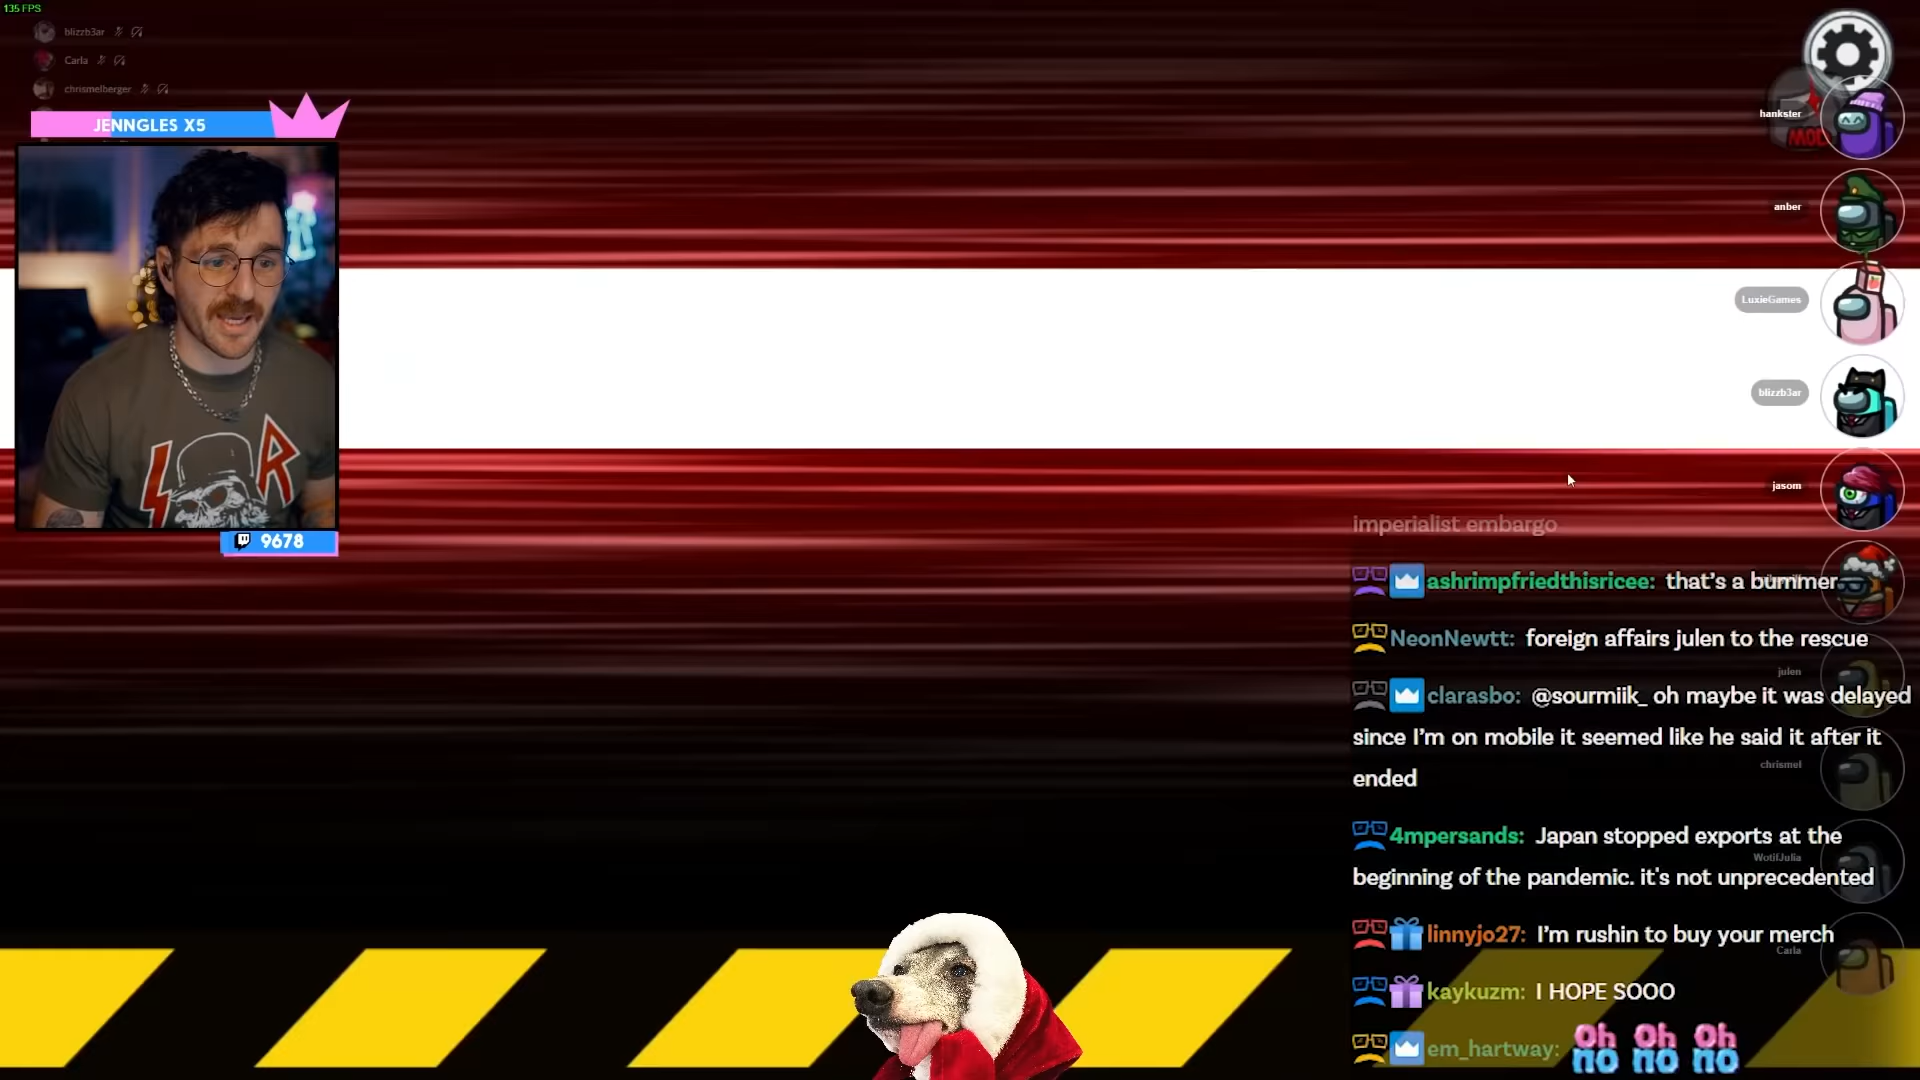 135 FPS
blizzb3ar
Carla
chrismelberger
JENNGLES X5
9678
hankster
MOD
anber
LuxieGames
blizzb3ar
jasom
imperialist embargo
ashrimpfriedthisricee: that's a bummer
NeonNewtt: foreign affairs julen to the rescue
julen
clarasbo: @sourmiik_ oh maybe it was delayed
since I'm on mobile it seemed like he said it after it
chrismel
ended
4mpersands: Japan stopped exports at the
WotifJulia
beginning of the pandemic. it's not unprecedented
linnyjo27: I'm rushin to buy your merch
Carla
kaykuzm: I HOPE SOOO
em_hartway: Oh no Oh no Oh no